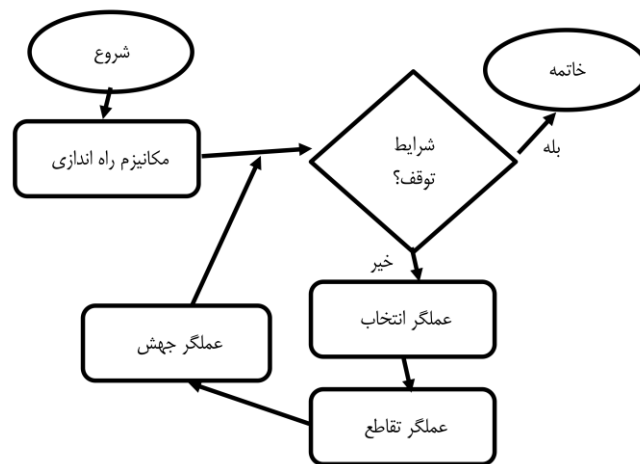 شروع
خاتمه
مکانیزم راه اندازی
شرایط
توقف؟
بله
خیر
عملگر انتخاب
عملگر جهش
عملگر تقاطع